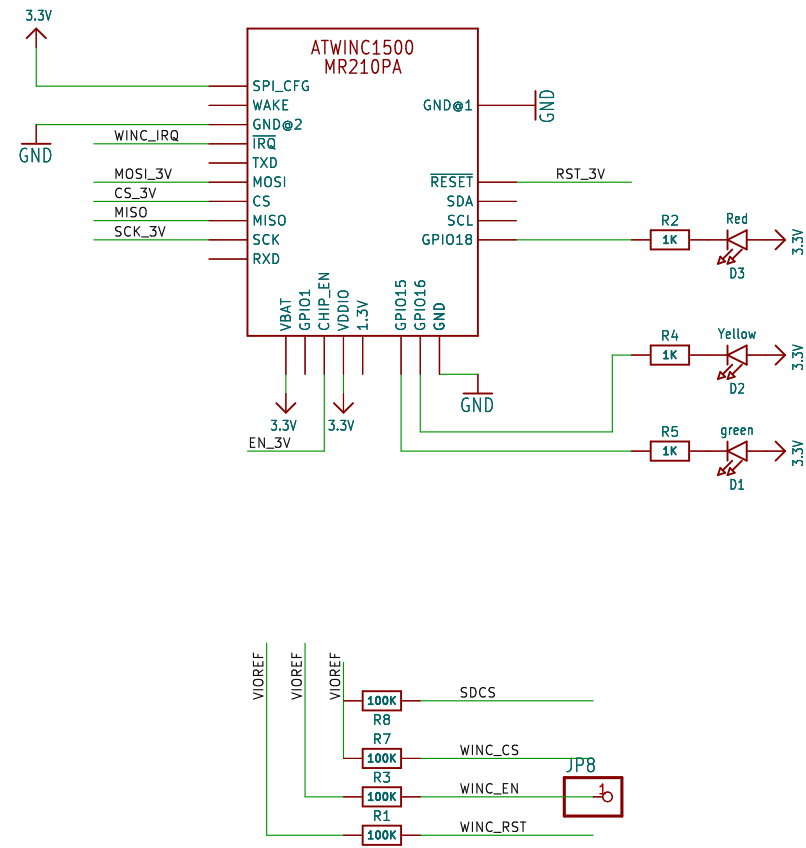 3.3V
ATWINC1500
MR210PA
SPI_CFG
WAKE
GND@2
IRQ
TXD
MOSI
CS
MISO
SCK
RXD
GND@1
RESET
SDA
SCL
GPIO18
VBAT
GPIO1
CHIP_EN
VDDIO
1.3V
GPIO15
GPIO16
GND
GND
WINC_IRQ
MOSI_3V
CS_3V
MISO
SCK_3V
GND
RST_3V
R2
1K
Red
D3
3.3V
R4
1K
Yellow
D2
3.3V
R5
1K
green
D1
3.3V
3.3V
3.3V
EN_3V
GND
VIOREF
VIOREF
VIOREF
100K
R8
SDCS
R7
100K
WINC_CS
JP8
R3
100K
WINC_EN
1
R1
100K
WINC_RST